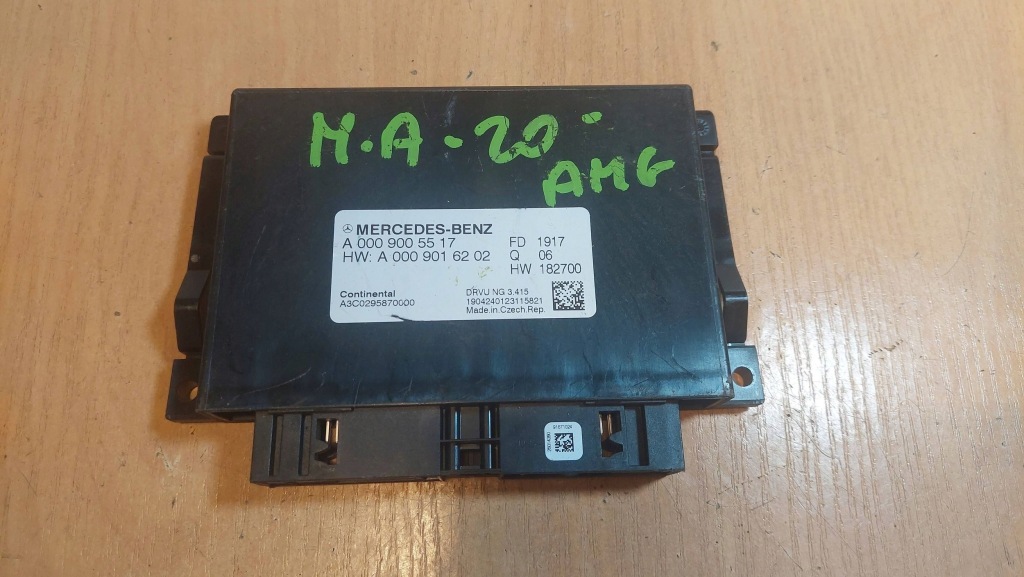 M.A-20-
AMG
MERCEDES-BENZ
A 000 900 55 17
HW: A 000 901 62 02
FD 1917
Q 06
HW 182700
Continental
A3C0295870000
DRVU NG 3.415
1904240123115821
Made.in.Czech.Rep.
91671024